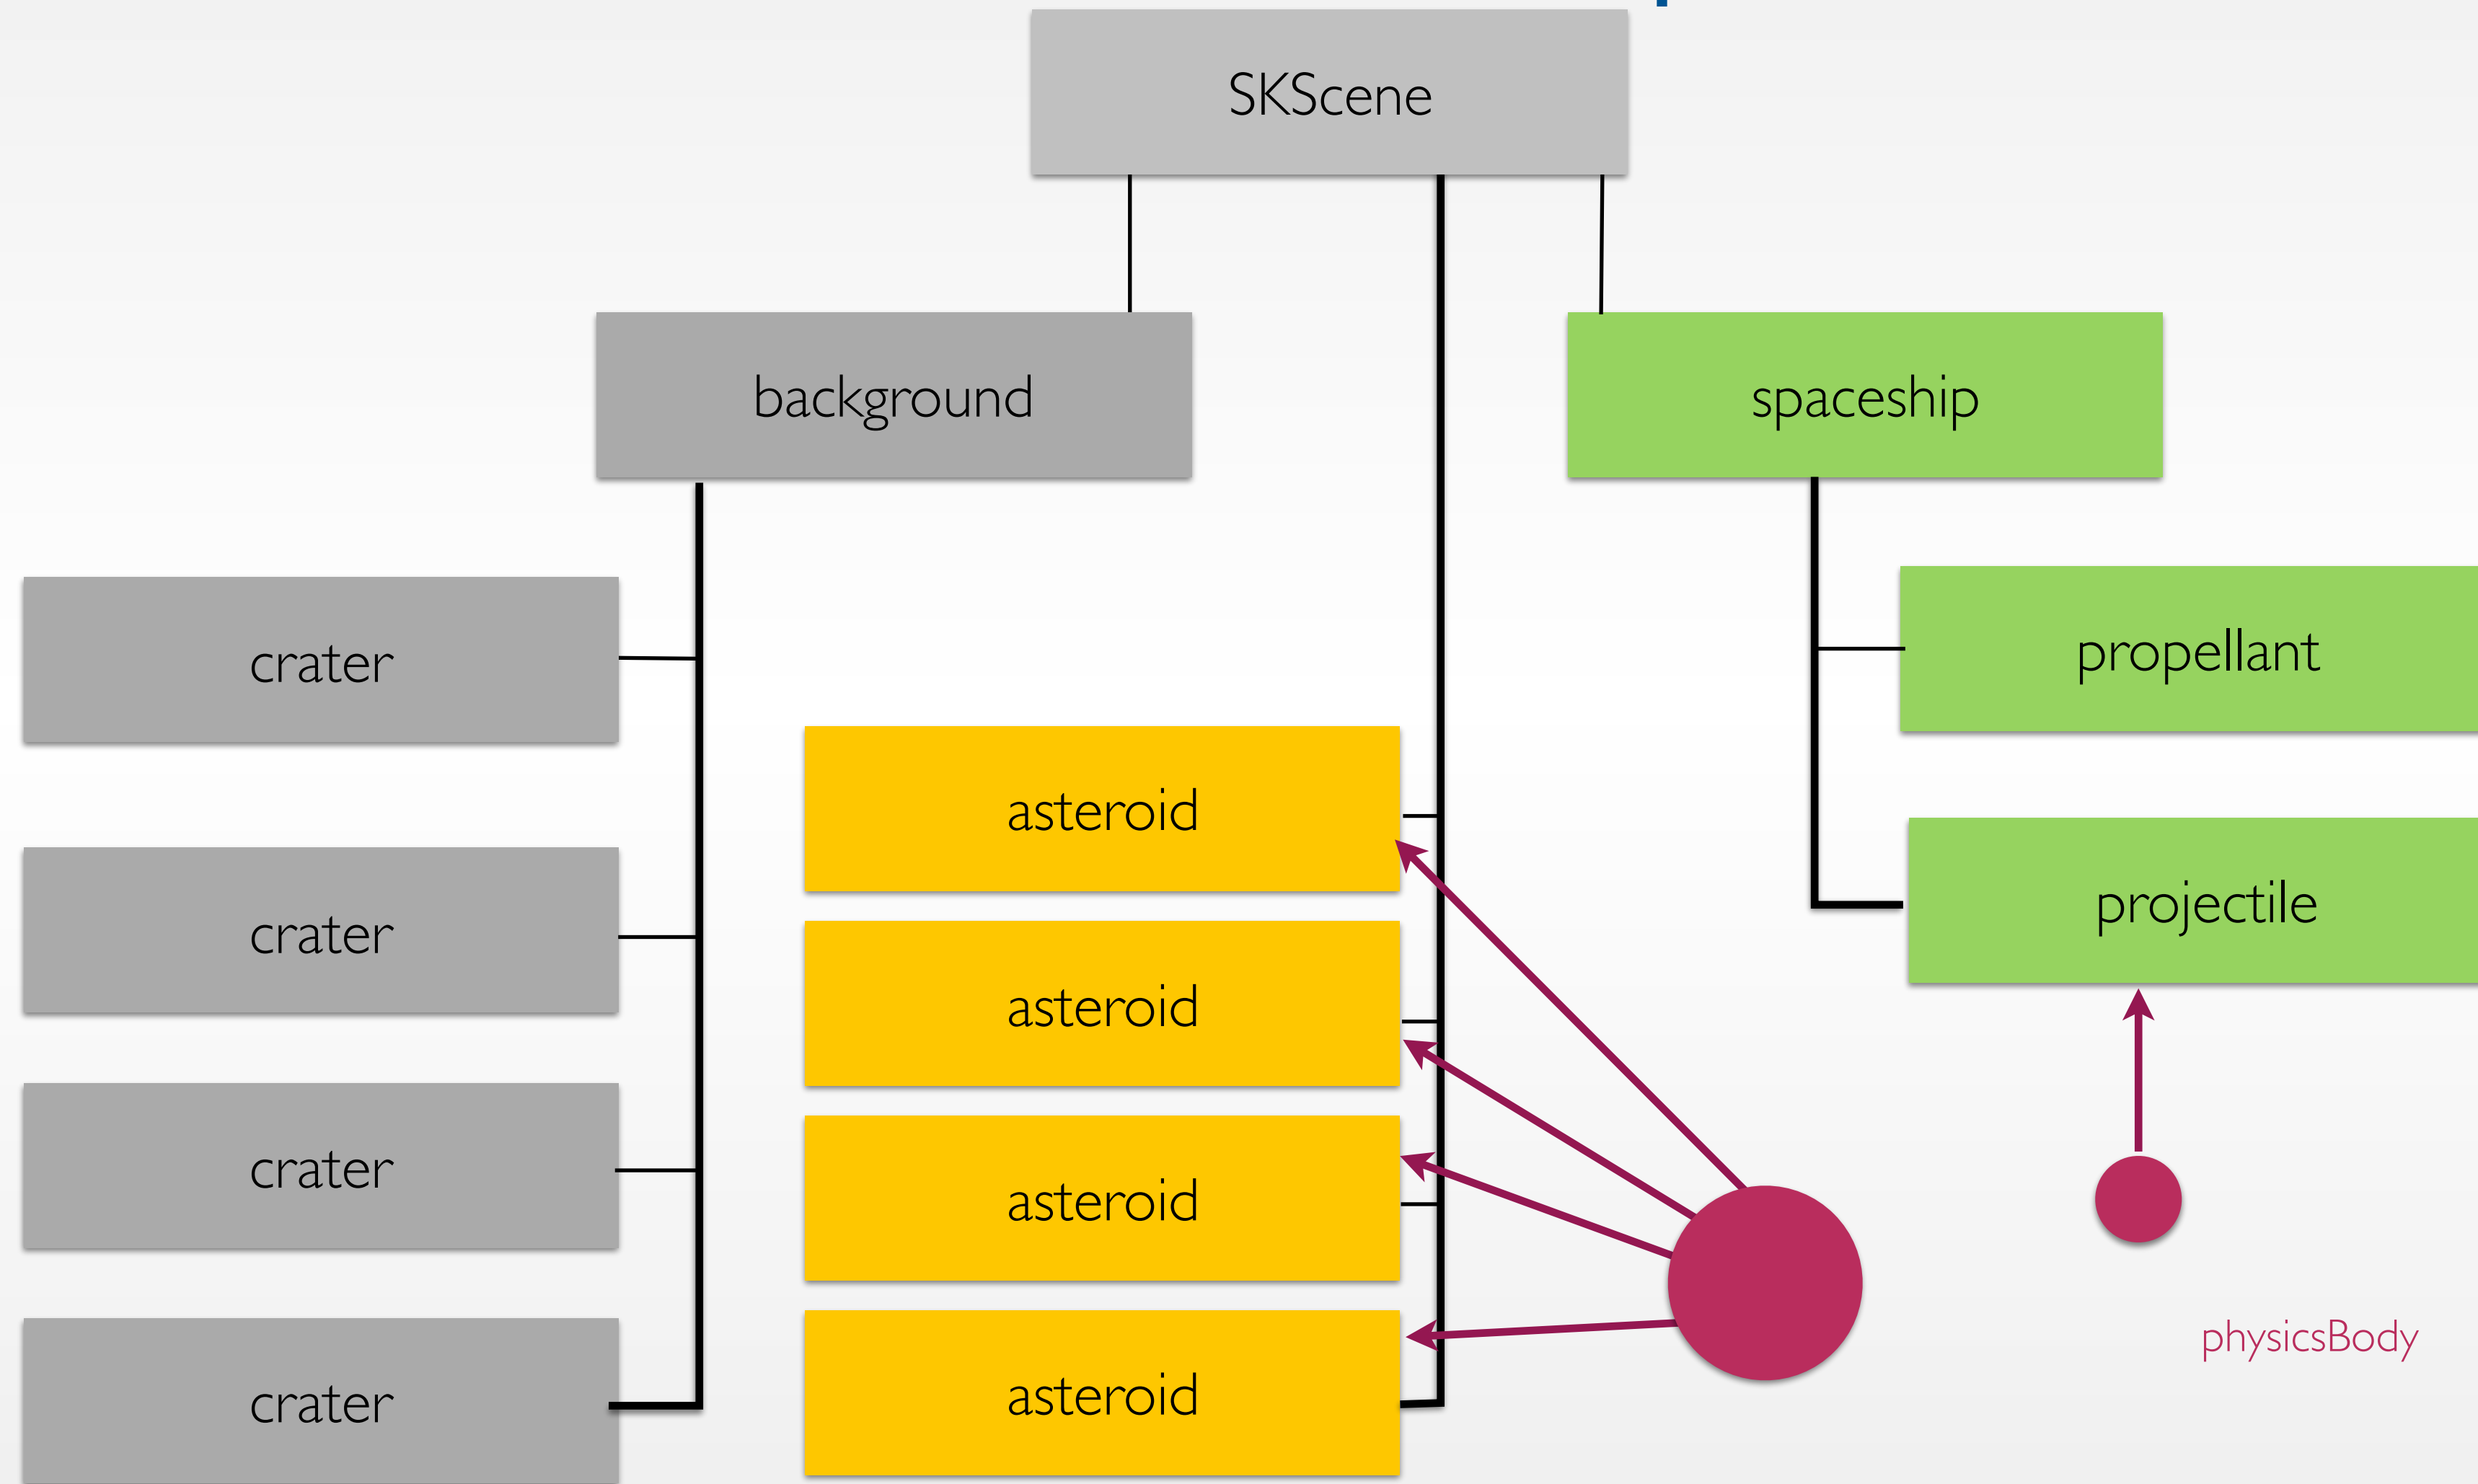 SKScene
background
spaceship
crater
propellant
asteroid
projectile
crater
asteroid
crater
asteroid
physicsBody
crater
asteroid